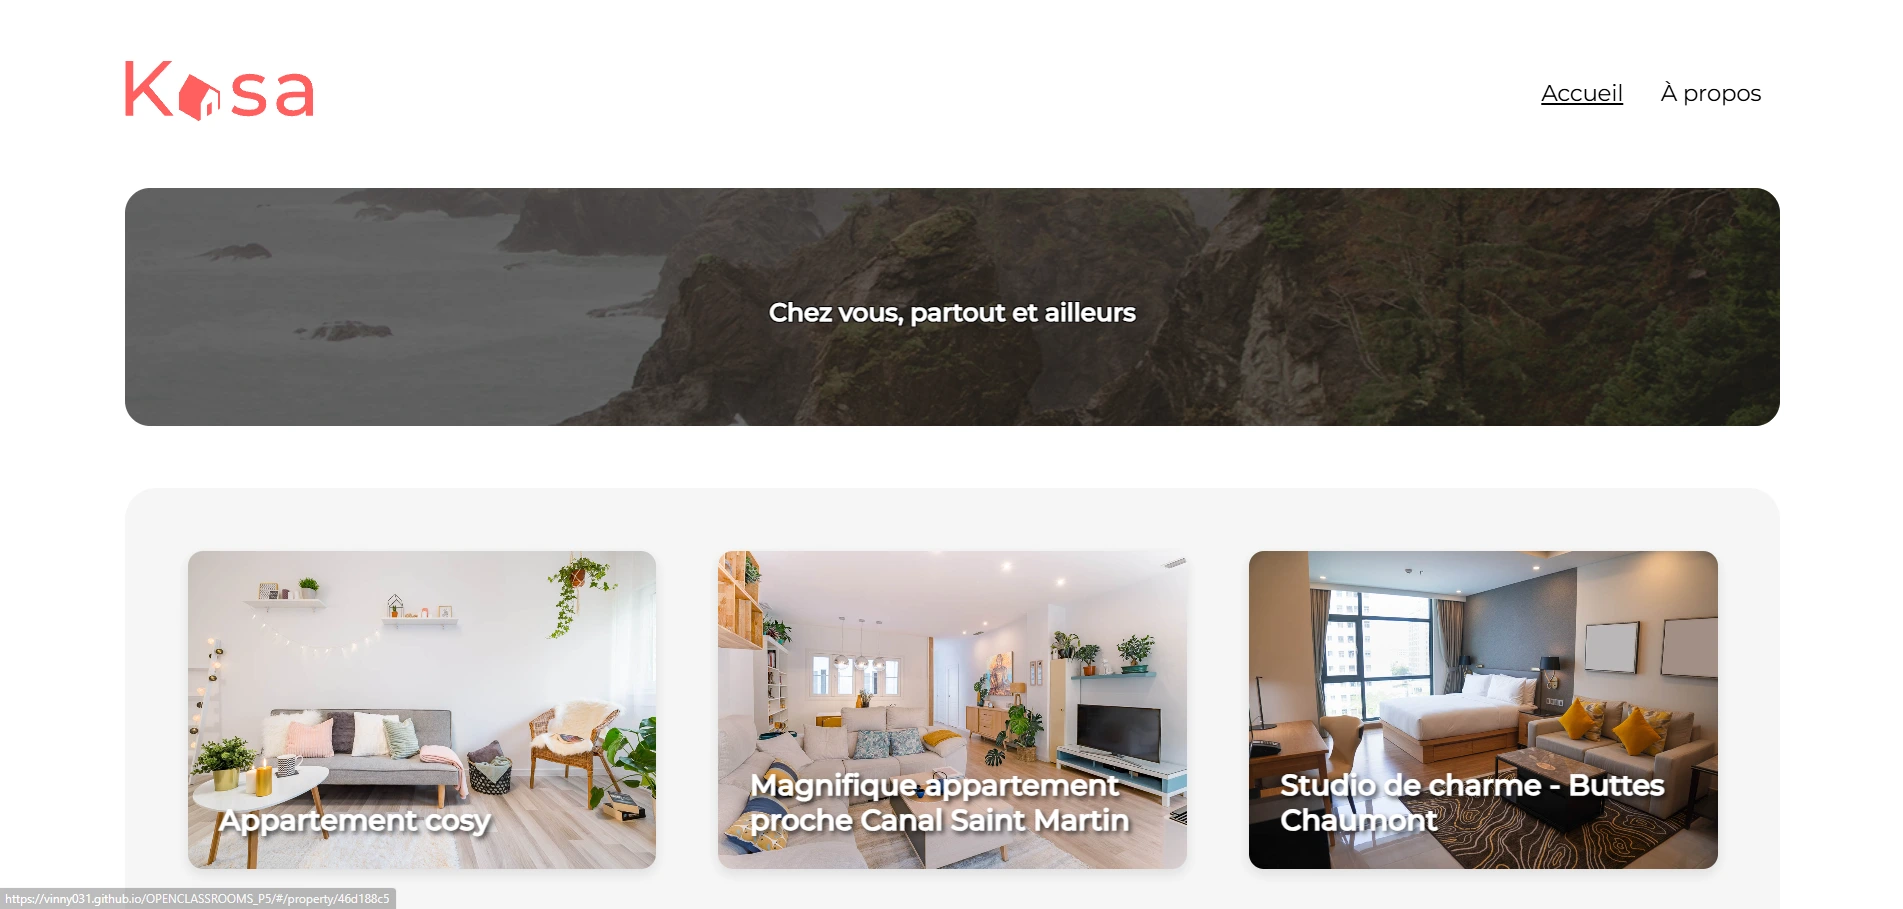 Kasa
Accueil
À propos
Chez vous, partout et ailleurs
Appartement cosy
Magnifique appartement
proche Canal Saint Martin
Studio de charme - Buttes
Chaumont
https://vinny031.github.io/OPENCLASSROOMS_P5/#/property/46d188c5